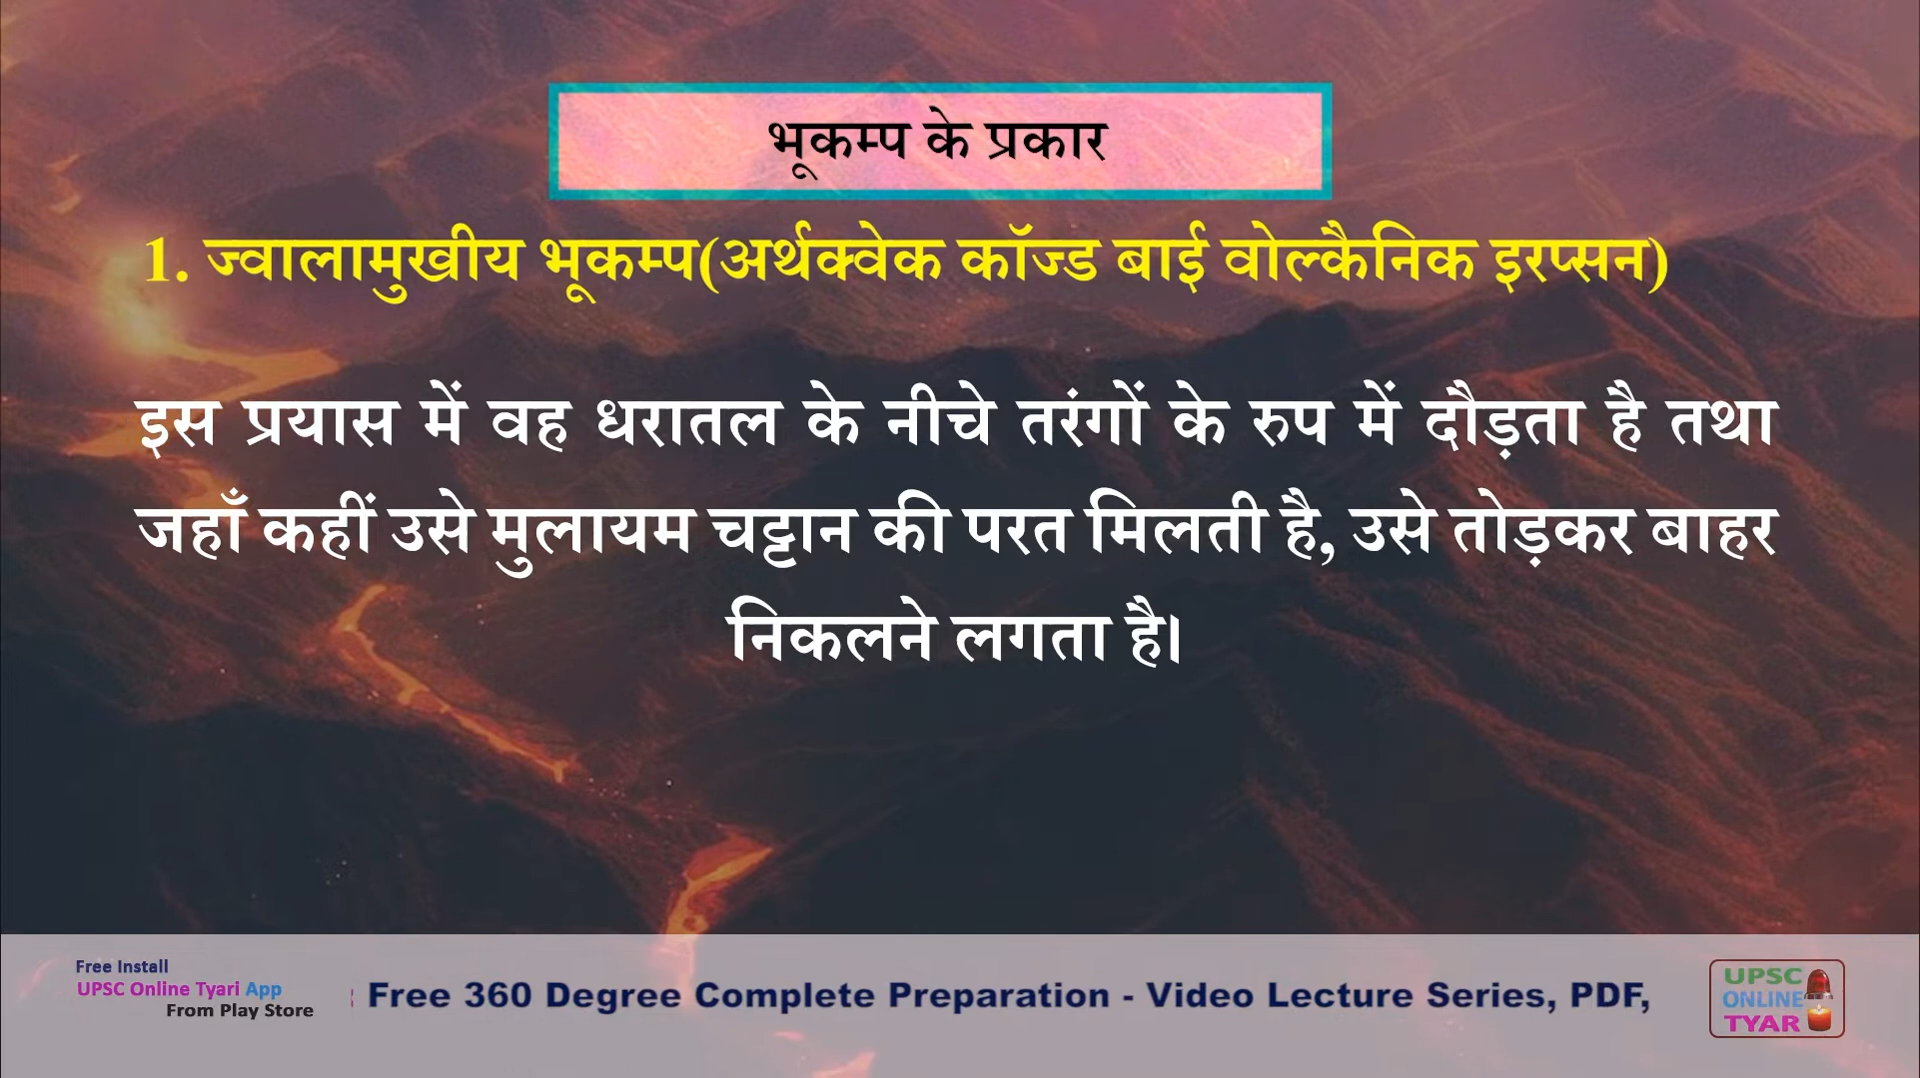 भूकम्प के प्रकार
1. ज्वालामुखीय भूकम्प(अर्थक्वेक कॉज्ड बाई वोल्कैनिक इरप्सन)
इस प्रयास में वह धरातल के नीचे तरंगों के रुप में दौड़ता है तथा
जहाँ कहीं उसे मुलायम चट्टान की परत मिलती है, उसे तोड़कर बाहर
निकलने लगता है।
Free Install
UPSC Online Tyari App
From Play Store
Free 360 Degree Complete Preparation - Video Lecture Series, PDF,
UPSC
ONLINE
TYAR